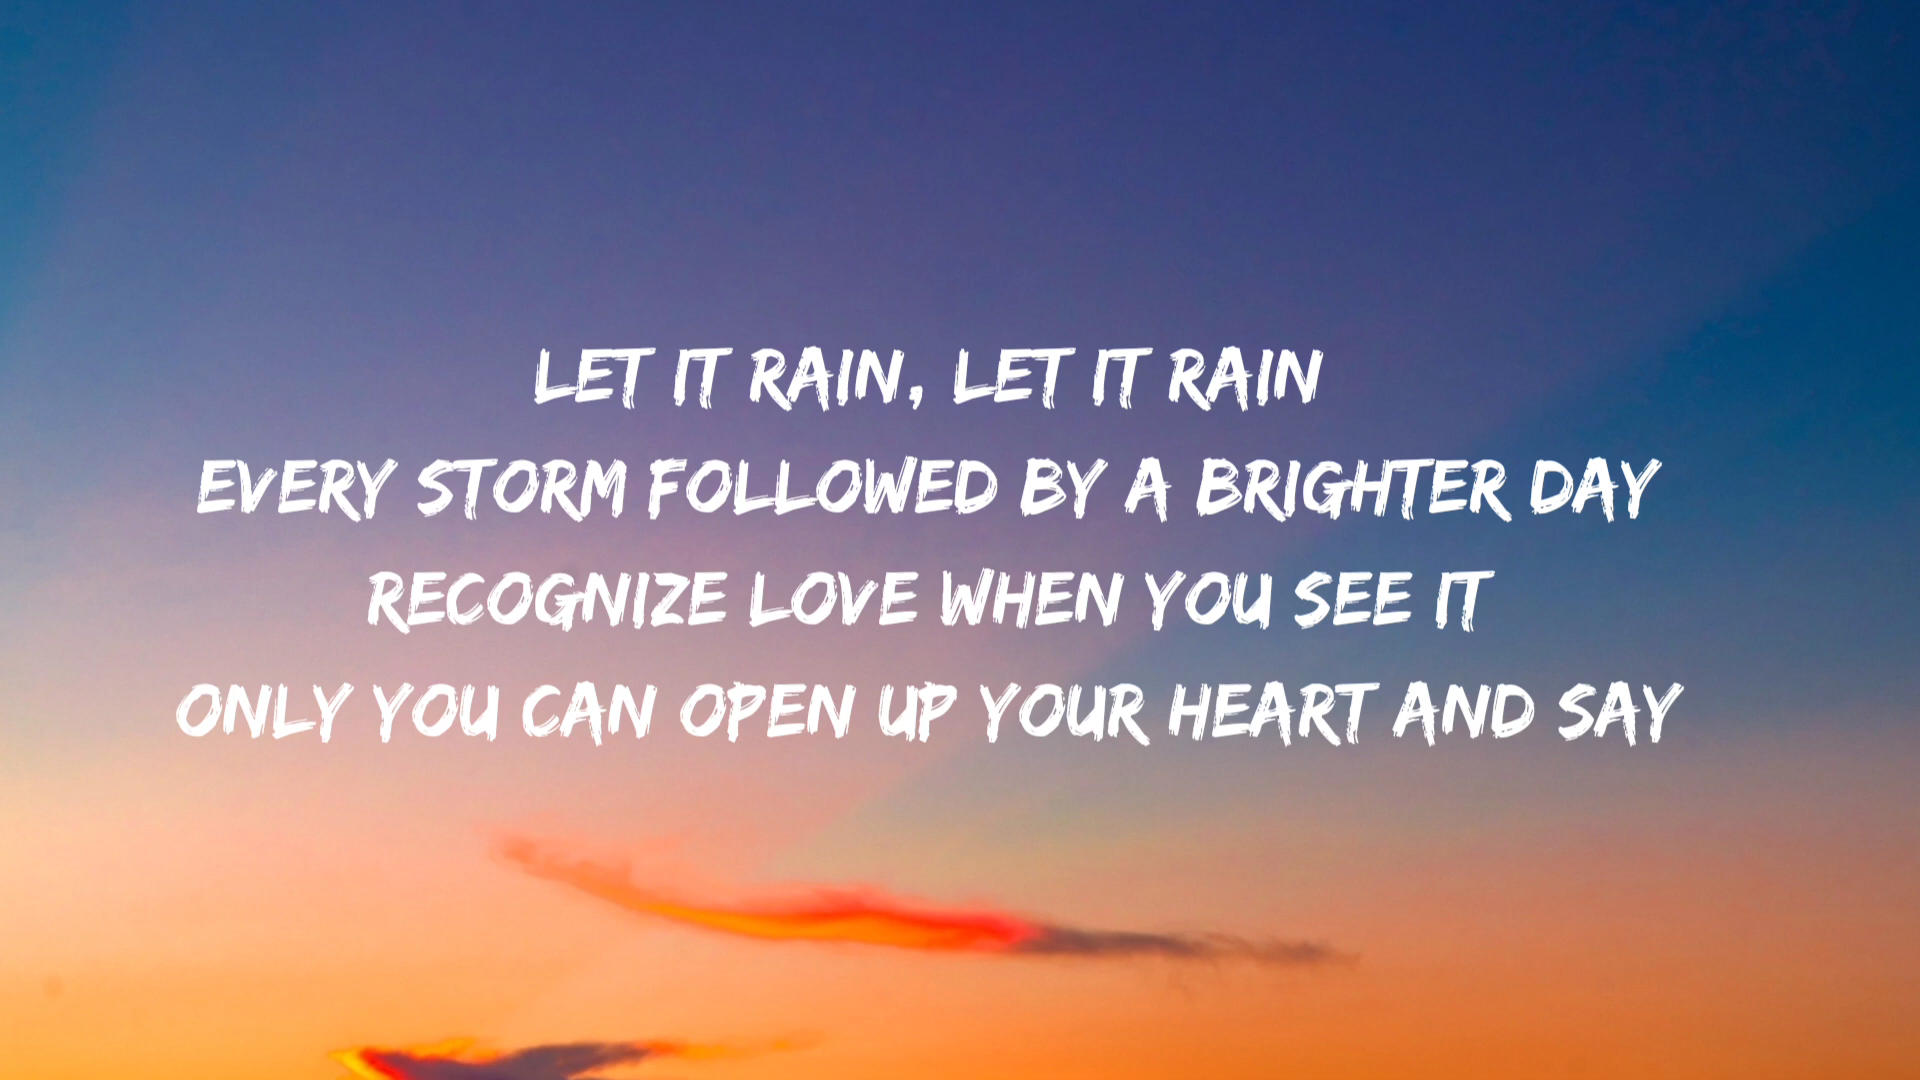 LET IT RAIN, LET IT RAIN
EVERY STORM FOLLOWED BY A BRIGHTER DAY
RECOGNIZE LOVE WHEN YOU SEE IT
ONLY YOU CAN OPEN UP YOUR HEART AND SAY